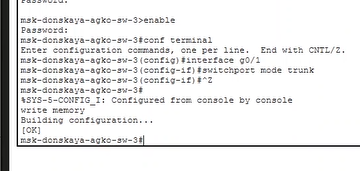 Password:
msk-donskaya-agko-sw-3>enable
Password:
msk-donskaya-agko-sw-3#conf terminal
Enter configuration commands, one per line.  End with CNTL/Z.
msk-donskaya-agko-sw-3(config)#interface g0/1
msk-donskaya-agko-sw-3(config-if)#switchport mode trunk
msk-donskaya-agko-sw-3(config-if)#^Z
msk-donskaya-agko-sw-3#
%SYS-5-CONFIG_I: Configured from console by console
write memory
Building configuration...
[OK]
msk-donskaya-agko-sw-3#